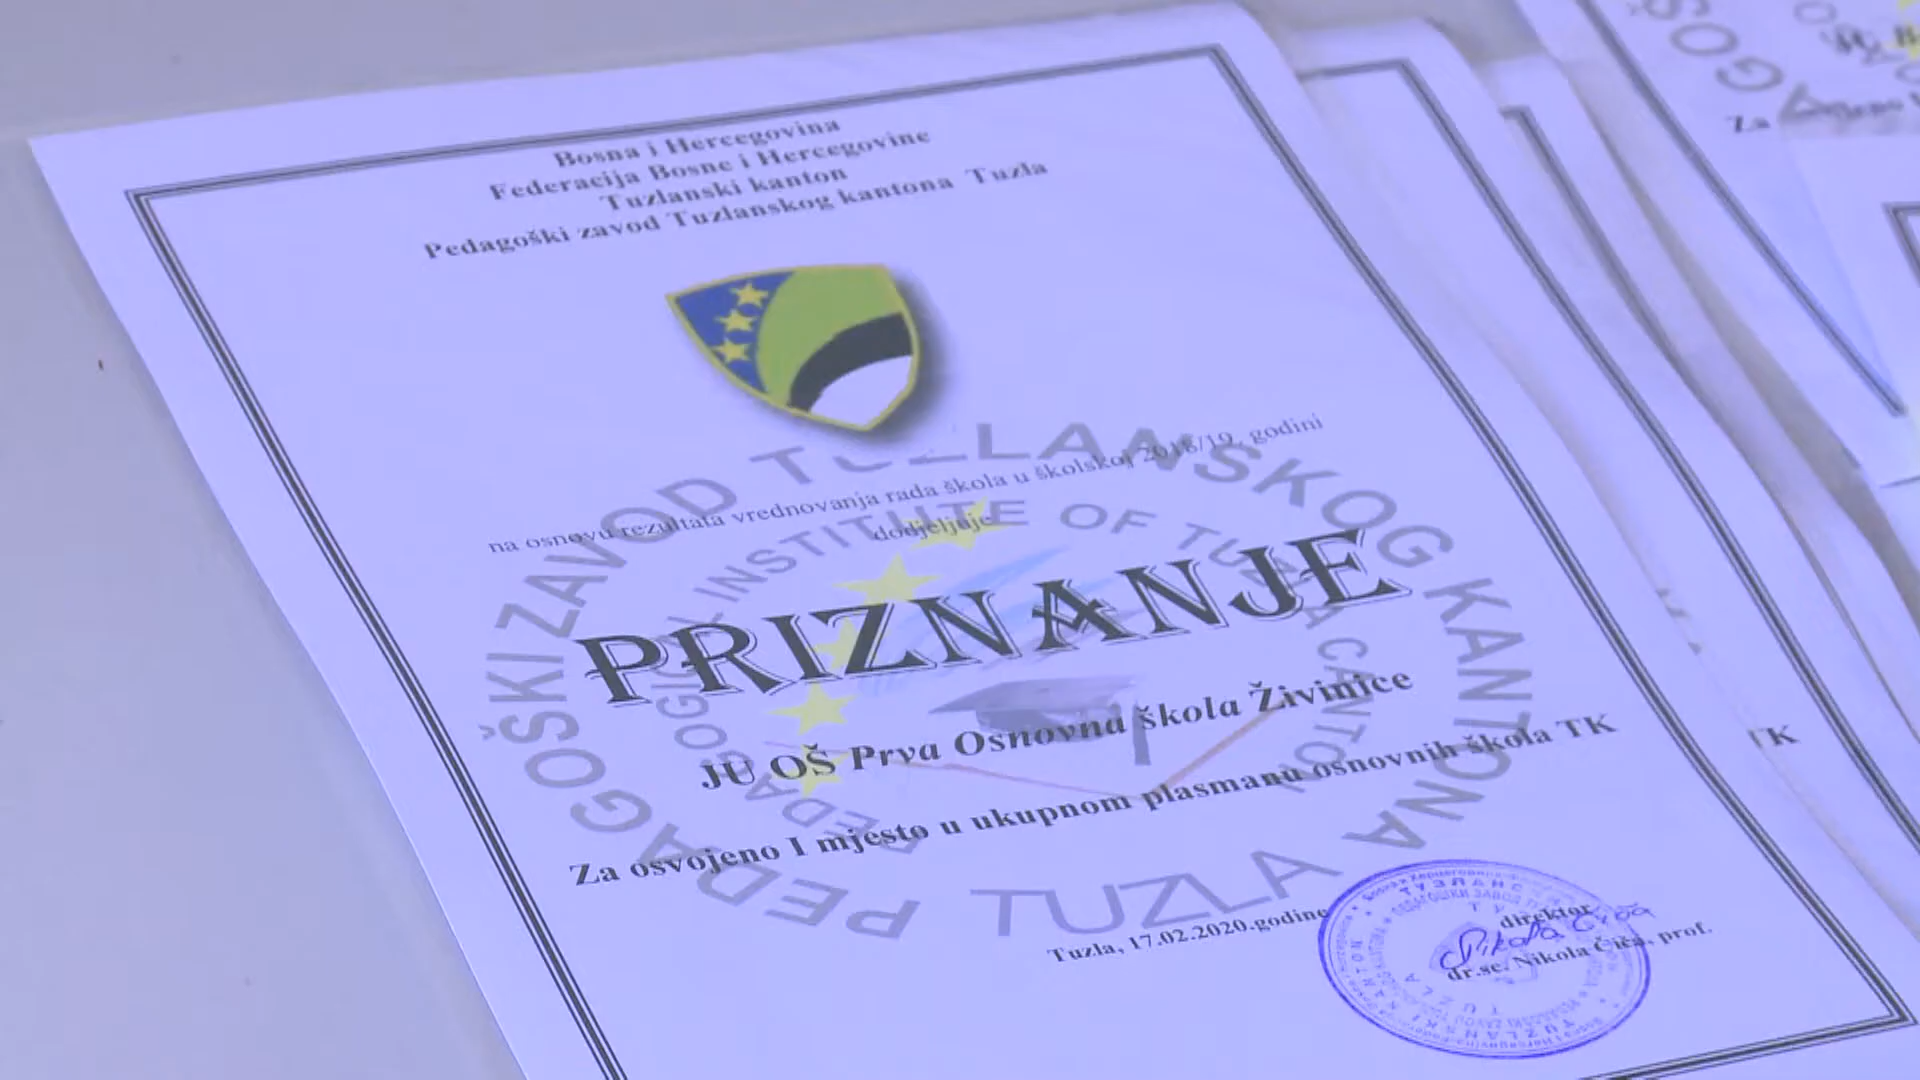 Bosna i Hercegovina
Federacija Bosne i Hercegovine
Tuzlanski kanton
Pedagoški zavod Tuzlanskog kantona Tuzla
na osnovu rezultata vrednovanja rada škola u školskoj 2018/19. godini
dodjeljuje
PRIZNANJE
JU OŠ Prva Osnovna škola Živinice
Za osvojeno I mjesto u ukupnom plasmanu osnovnih škola TK
Tuzla, 17.02.2020.godine
direktor
dr.sc. Nikola Čiča, prof.
PEDAGOŠKI ZAVOD TUZLANSKOG KANTONA TUZLA
PEDAGOGICAL INSTITUTE OF TUZLA CANTON
TK
Za